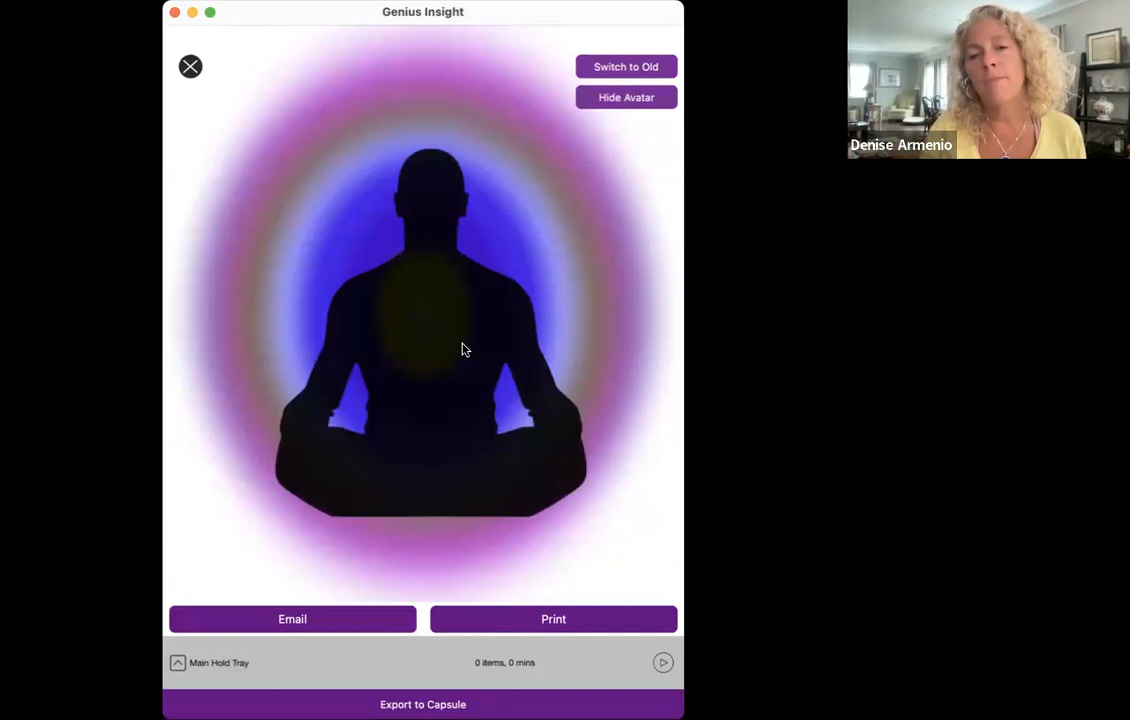 Genius Insight
Switch to Old
Hide Avatar
Denise Armenio
Email
Print
Main Hold Tray
0 items, 0 mins
Export to Capsule